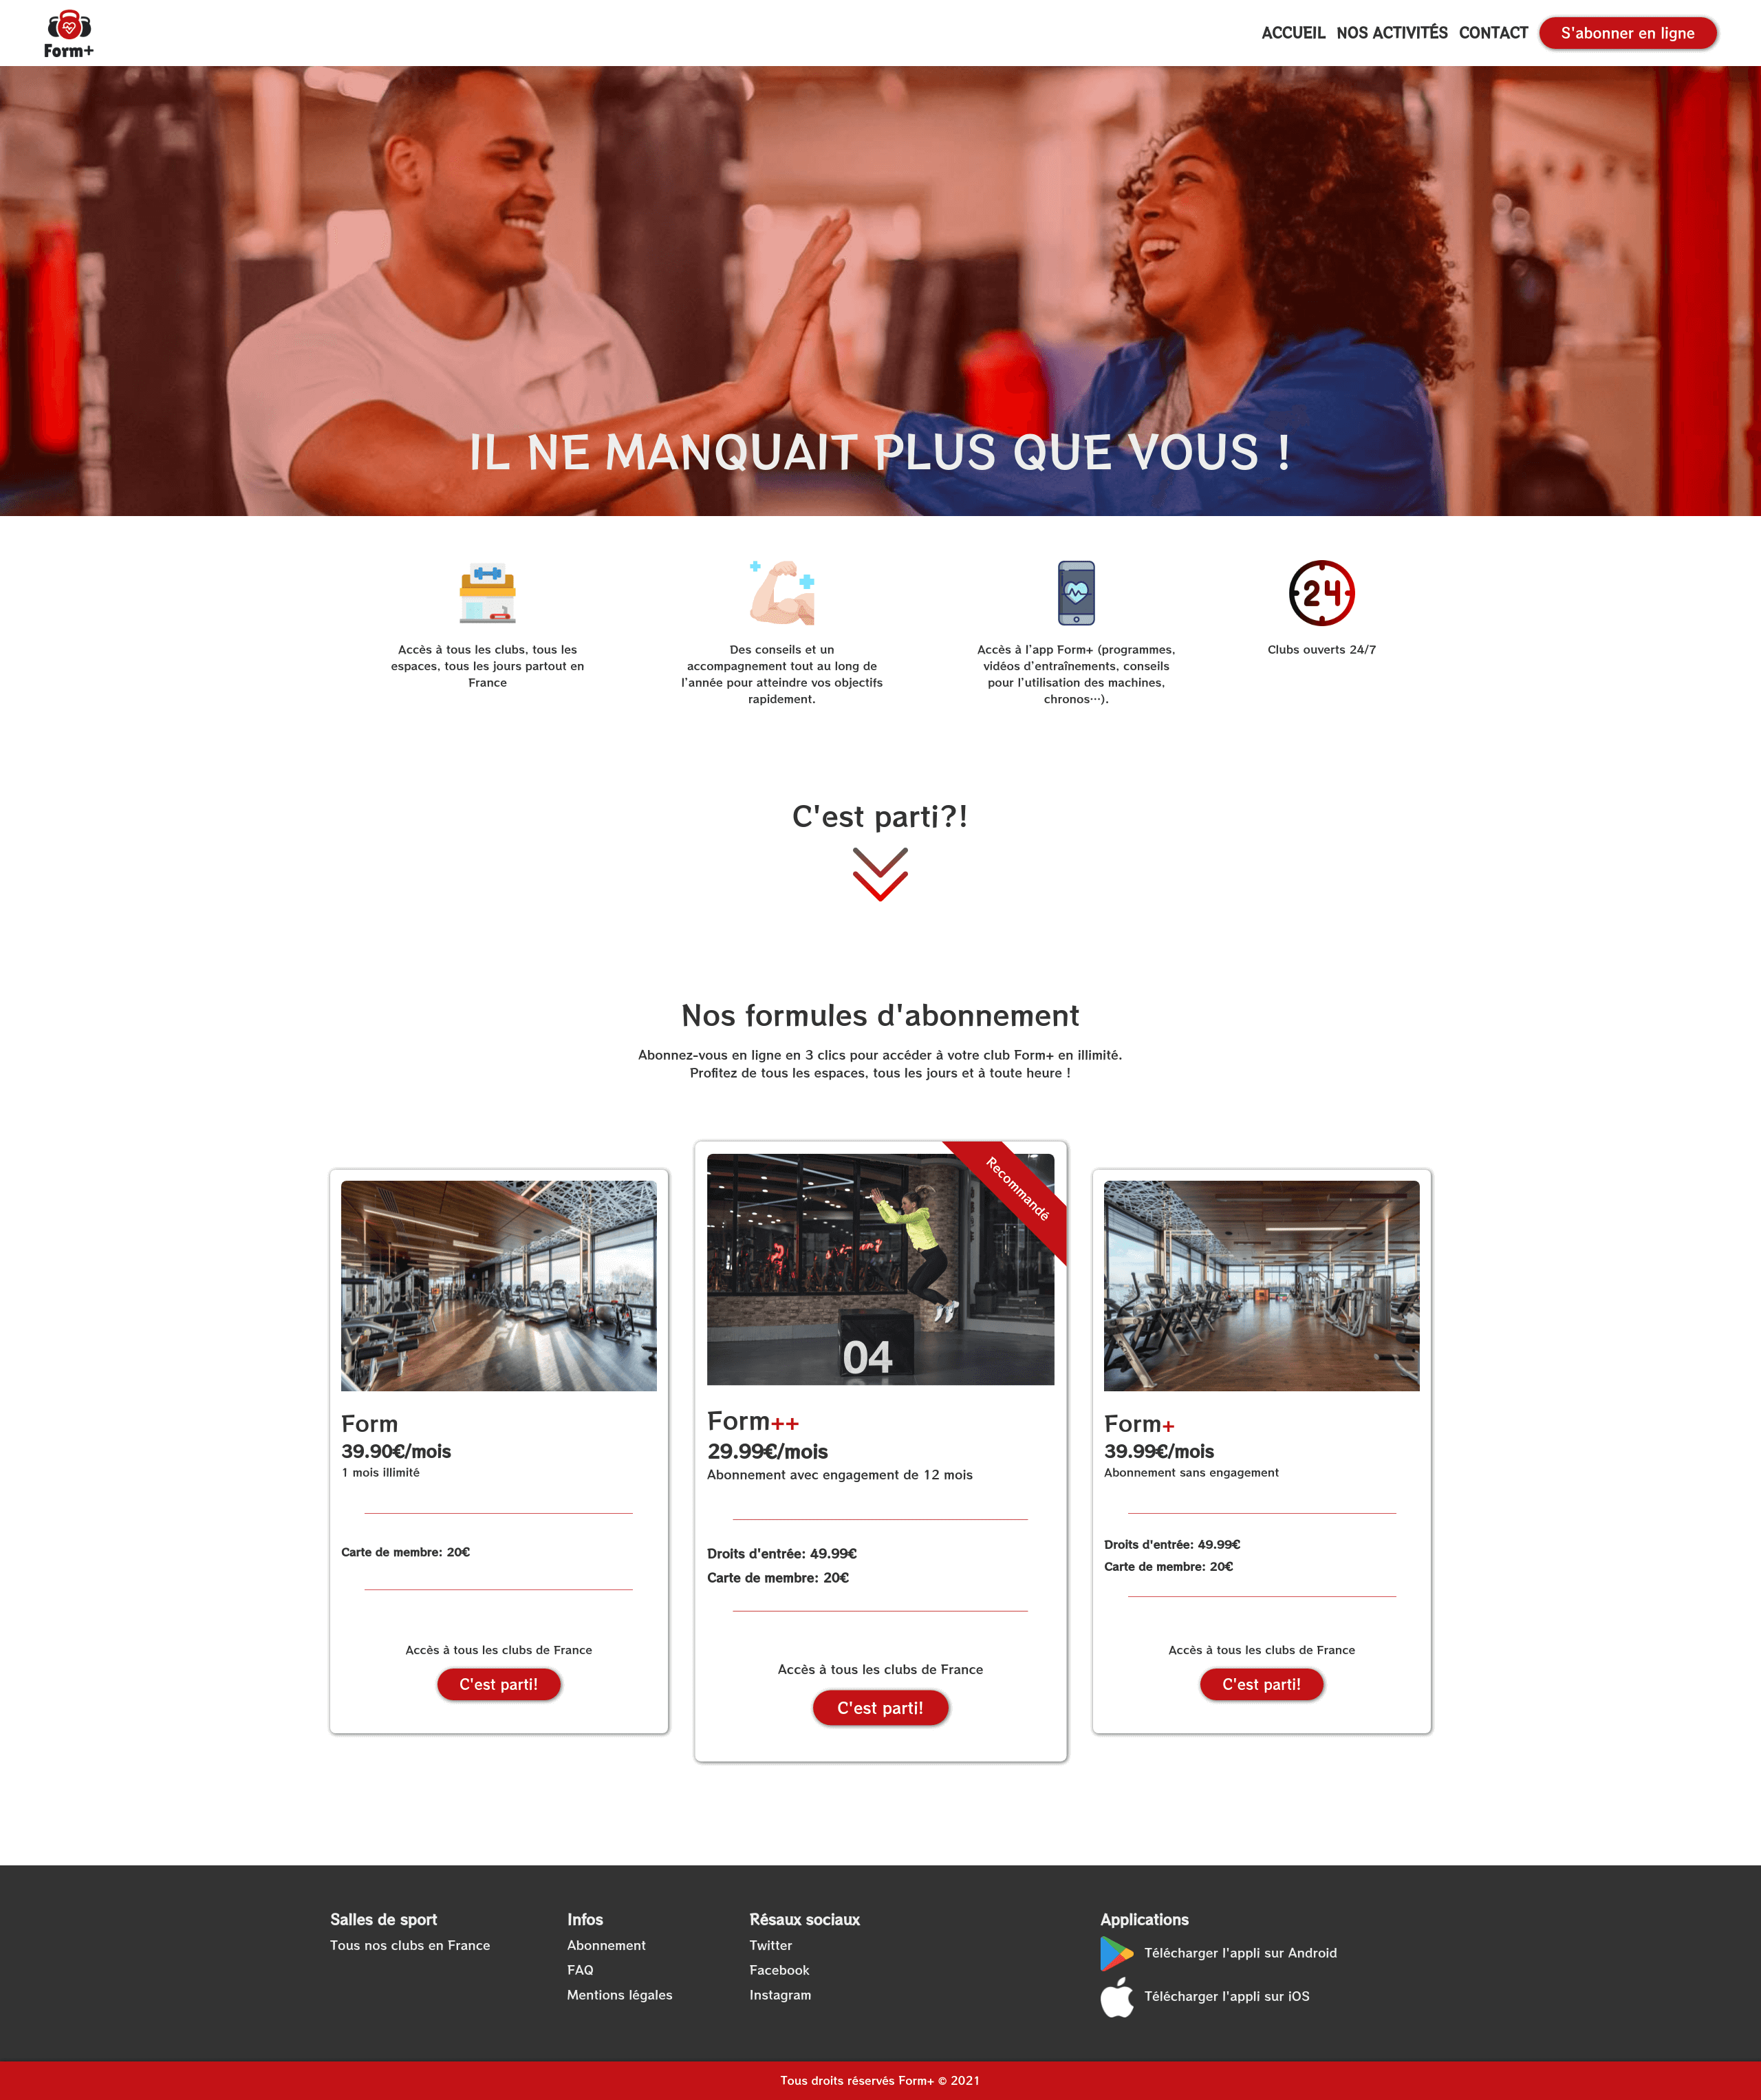 Form+
ACCUEIL NOS ACTIVITÉS CONTACT S'abonner en ligne
IL NE MANQUAIT PLUS QUE VOUS !
24
Accès à tous les clubs, tous les
espaces, tous les jours partout en
France
Des conseils et un
accompagnement tout au long de
l'année pour atteindre vos objectifs
rapidement.
Accès à l'app Form+ (programmes,
vidéos d'entraînements, conseils
pour l'utilisation des machines,
chronos…).
Clubs ouverts 24/7
C'est parti?!
Nos formules d'abonnement
Abonnez-vous en ligne en 3 clics pour accéder à votre club Form+ en illimité.
Profitez de tous les espaces, tous les jours et à toute heure !
Form
39.90€/mois
1 mois illimité
Carte de membre: 20€
Accès à tous les clubs de France
C'est parti!
Recommandé
04
Form++
29.99€/mois
Abonnement avec engagement de 12 mois
Droits d'entrée: 49.99€
Carte de membre: 20€
Accès à tous les clubs de France
C'est parti!
Form+
39.99€/mois
Abonnement sans engagement
Droits d'entrée: 49.99€
Carte de membre: 20€
Accès à tous les clubs de France
C'est parti!
Salles de sport
Tous nos clubs en France
Infos
Abonnement
FAQ
Mentions légales
Résaux sociaux
Twitter
Facebook
Instagram
Applications
Télécharger l'appli sur Android
Télécharger l'appli sur iOS
Tous droits réservés Form+ © 2021